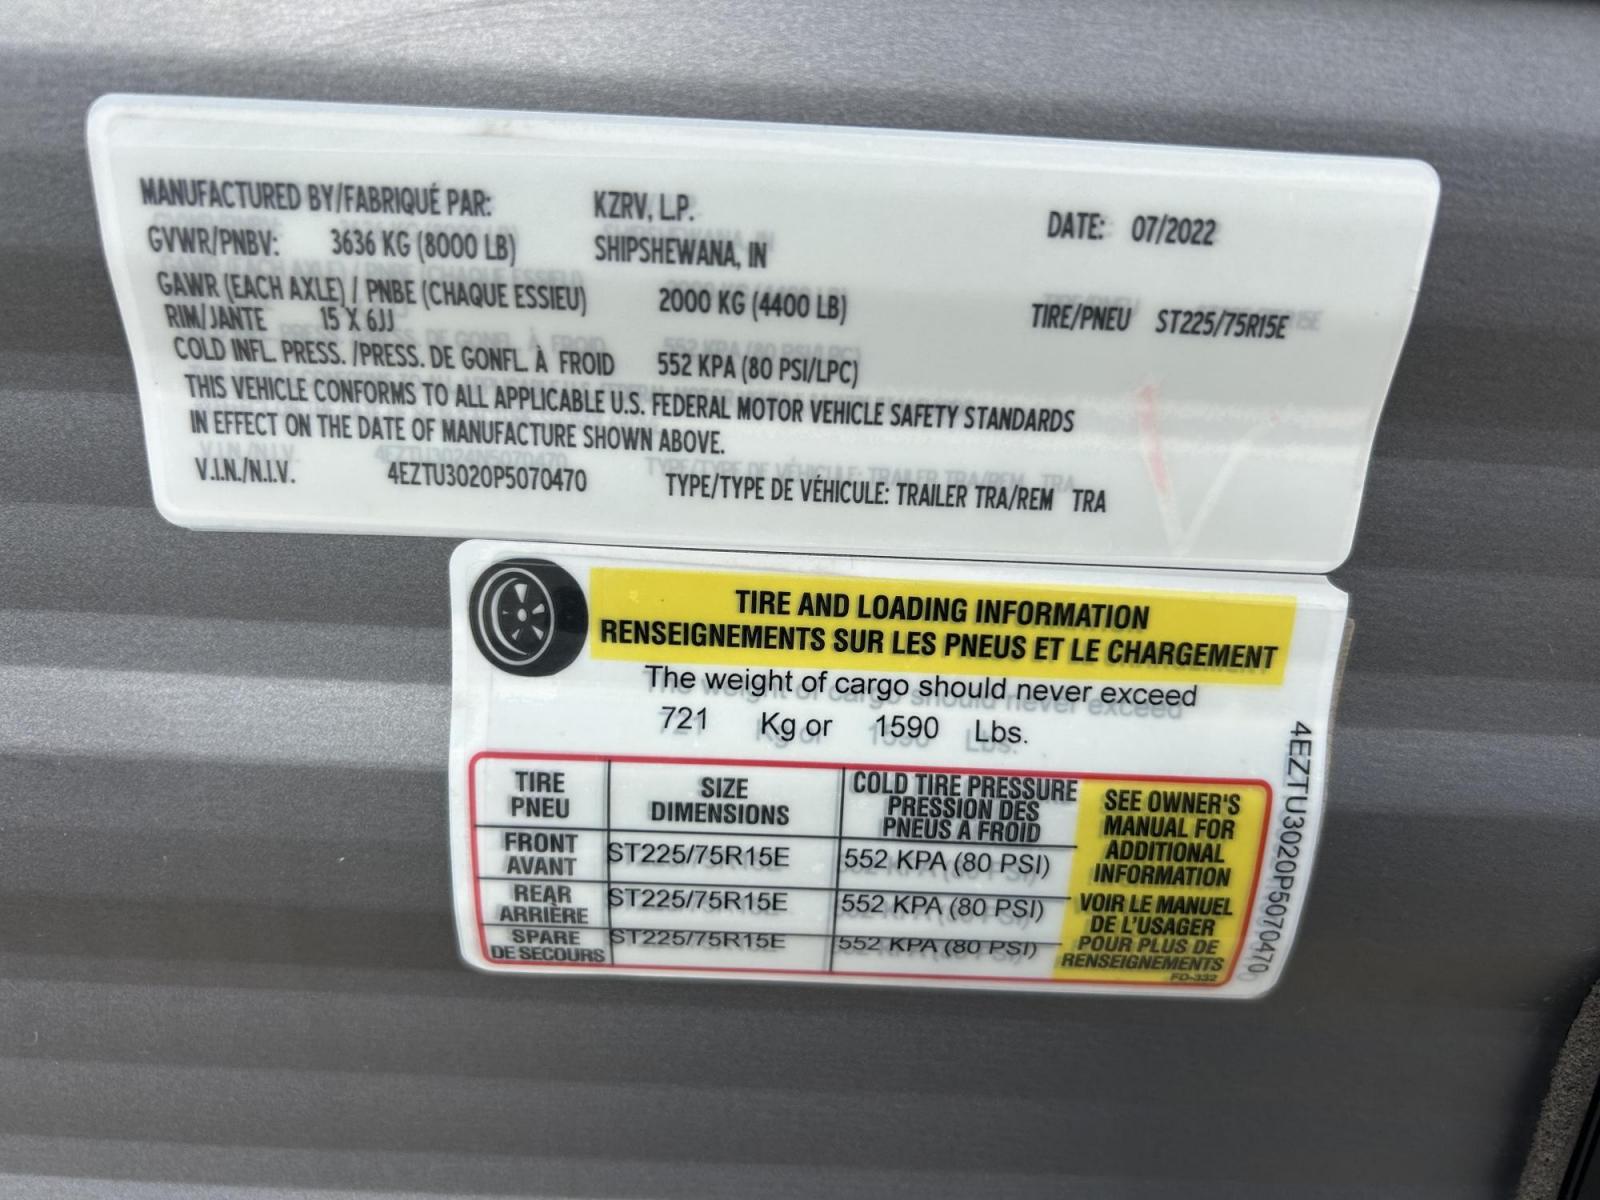 MANUFACTURED BY/FABRIQUÉ PAR: KZRV, L.P. DATE: 07/2022
GVWR/PNBV: 3636 KG (8000 LB) SHIPSHEWANA, IN
GAWR (EACH AXLE) / PNBE (CHAQUE ESSIEU) 2000 KG (4400 LB) TIRE/PNEU ST225/75R15E
RIM/JANTE 15 X 6JJ
COLD INFL. PRESS. /PRESS. DE GONFL. À FROID 552 KPA (80 PSI/LPC)
THIS VEHICLE CONFORMS TO ALL APPLICABLE U.S. FEDERAL MOTOR VEHICLE SAFETY STANDARDS
IN EFFECT ON THE DATE OF MANUFACTURE SHOWN ABOVE.
V.I.N./N.I.V. 4EZTU3020P5070470 TYPE/TYPE DE VÉHICULE: TRAILER TRA/REM TRA
TIRE AND LOADING INFORMATION
RENSEIGNEMENTS SUR LES PNEUS ET LE CHARGEMENT
The weight of cargo should never exceed
721 Kg or 1590 Lbs.
TIRE
PNEU
SIZE
DIMENSIONS
COLD TIRE PRESSURE
PRESSION DES
PNEUS A FROID
FRONT
AVANT
ST225/75R15E
552 KPA (80 PSI)
REAR
ARRIÈRE
ST225/75R15E
552 KPA (80 PSI)
SPARE
DE SECOURS
ST225/75R15E
552 KPA (80 PSI)
SEE OWNER'S
MANUAL FOR
ADDITIONAL
INFORMATION
VOIR LE MANUEL
DE L'USAGER
POUR PLUS DE
RENSEIGNEMENTS
FD-332
4EZTU3020P5070470